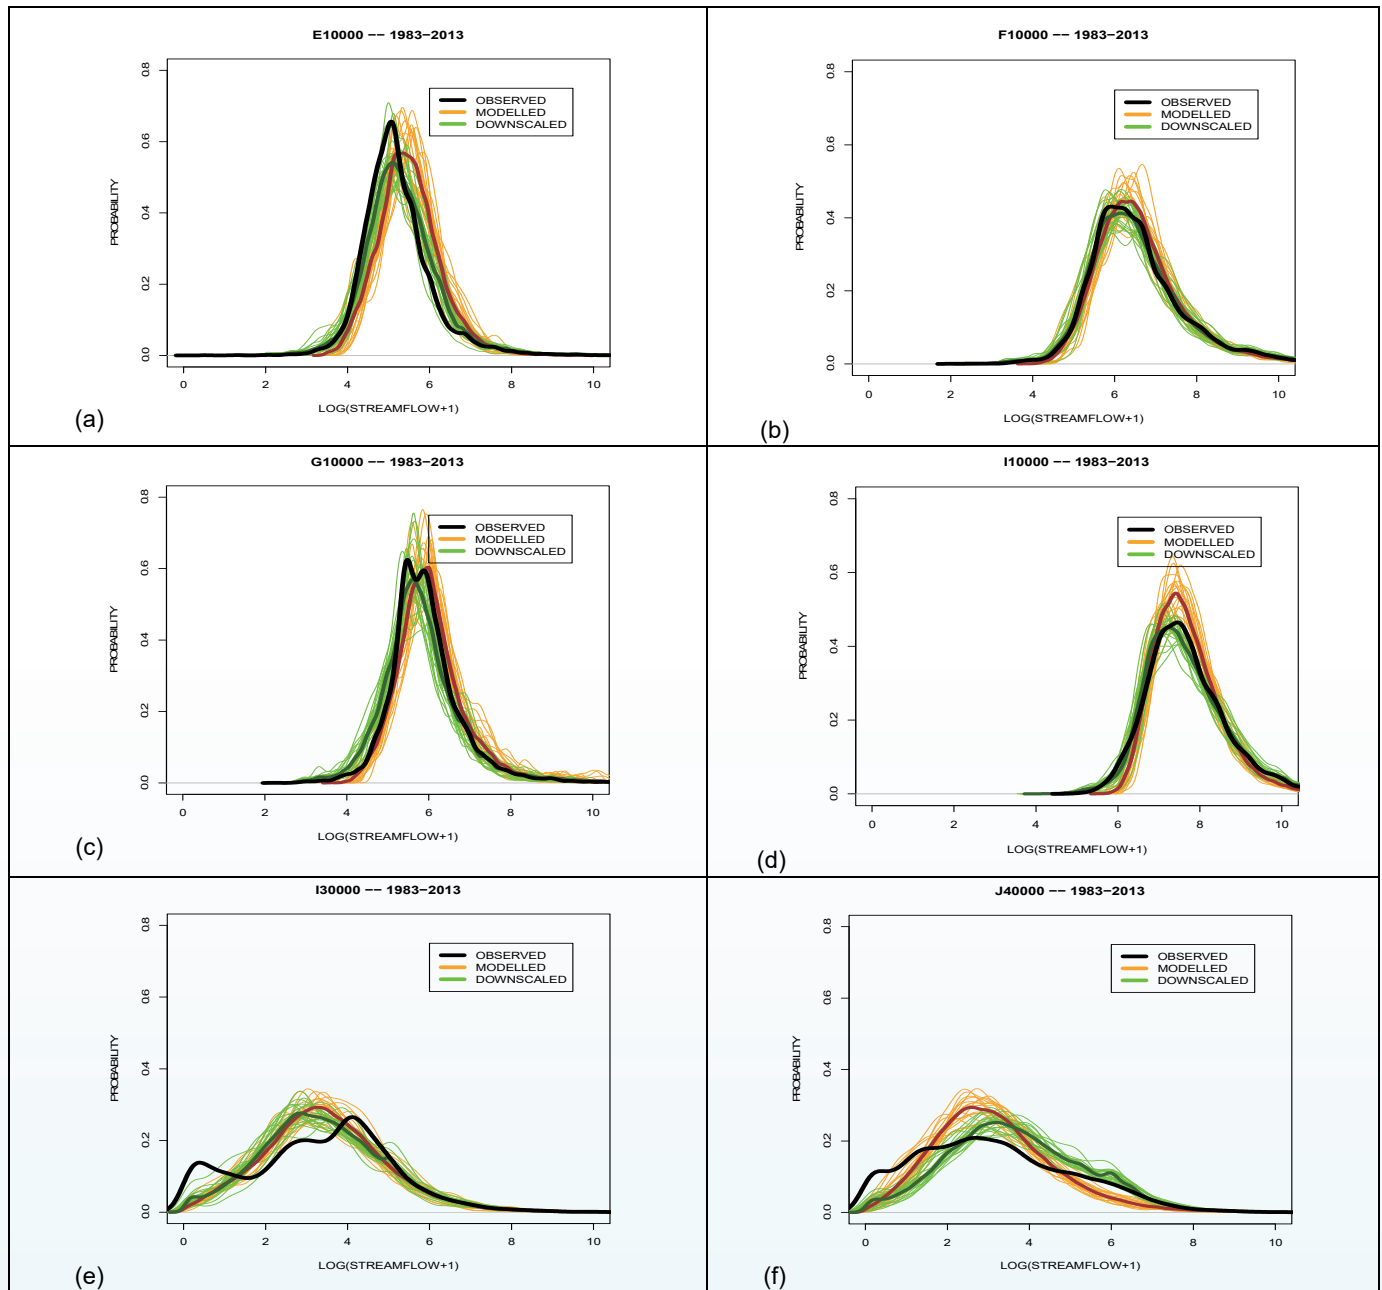 E10000 −− 1983−2013
0.0
0.2
0.4
0.6
0.8
PROBABILITY
OBSERVED
MODELLED
DOWNSCALED
0 2 4 6 8 10
LOG(STREAMFLOW+1)
(a)
F10000 −− 1983−2013
0.0
0.2
0.4
0.6
0.8
PROBABILITY
OBSERVED
MODELLED
DOWNSCALED
0 2 4 6 8 10
LOG(STREAMFLOW+1)
(b)
G10000 −− 1983−2013
0.0
0.2
0.4
0.6
0.8
PROBABILITY
OBSERVED
MODELLED
DOWNSCALED
0 2 4 6 8 10
LOG(STREAMFLOW+1)
(c)
I10000 −− 1983−2013
0.0
0.2
0.4
0.6
0.8
PROBABILITY
OBSERVED
MODELLED
DOWNSCALED
0 2 4 6 8 10
LOG(STREAMFLOW+1)
(d)
I30000 −− 1983−2013
0.0
0.2
0.4
0.6
0.8
PROBABILITY
OBSERVED
MODELLED
DOWNSCALED
0 2 4 6 8 10
LOG(STREAMFLOW+1)
(e)
J40000 −− 1983−2013
0.0
0.2
0.4
0.6
0.8
PROBABILITY
OBSERVED
MODELLED
DOWNSCALED
0 2 4 6 8 10
LOG(STREAMFLOW+1)
(f)